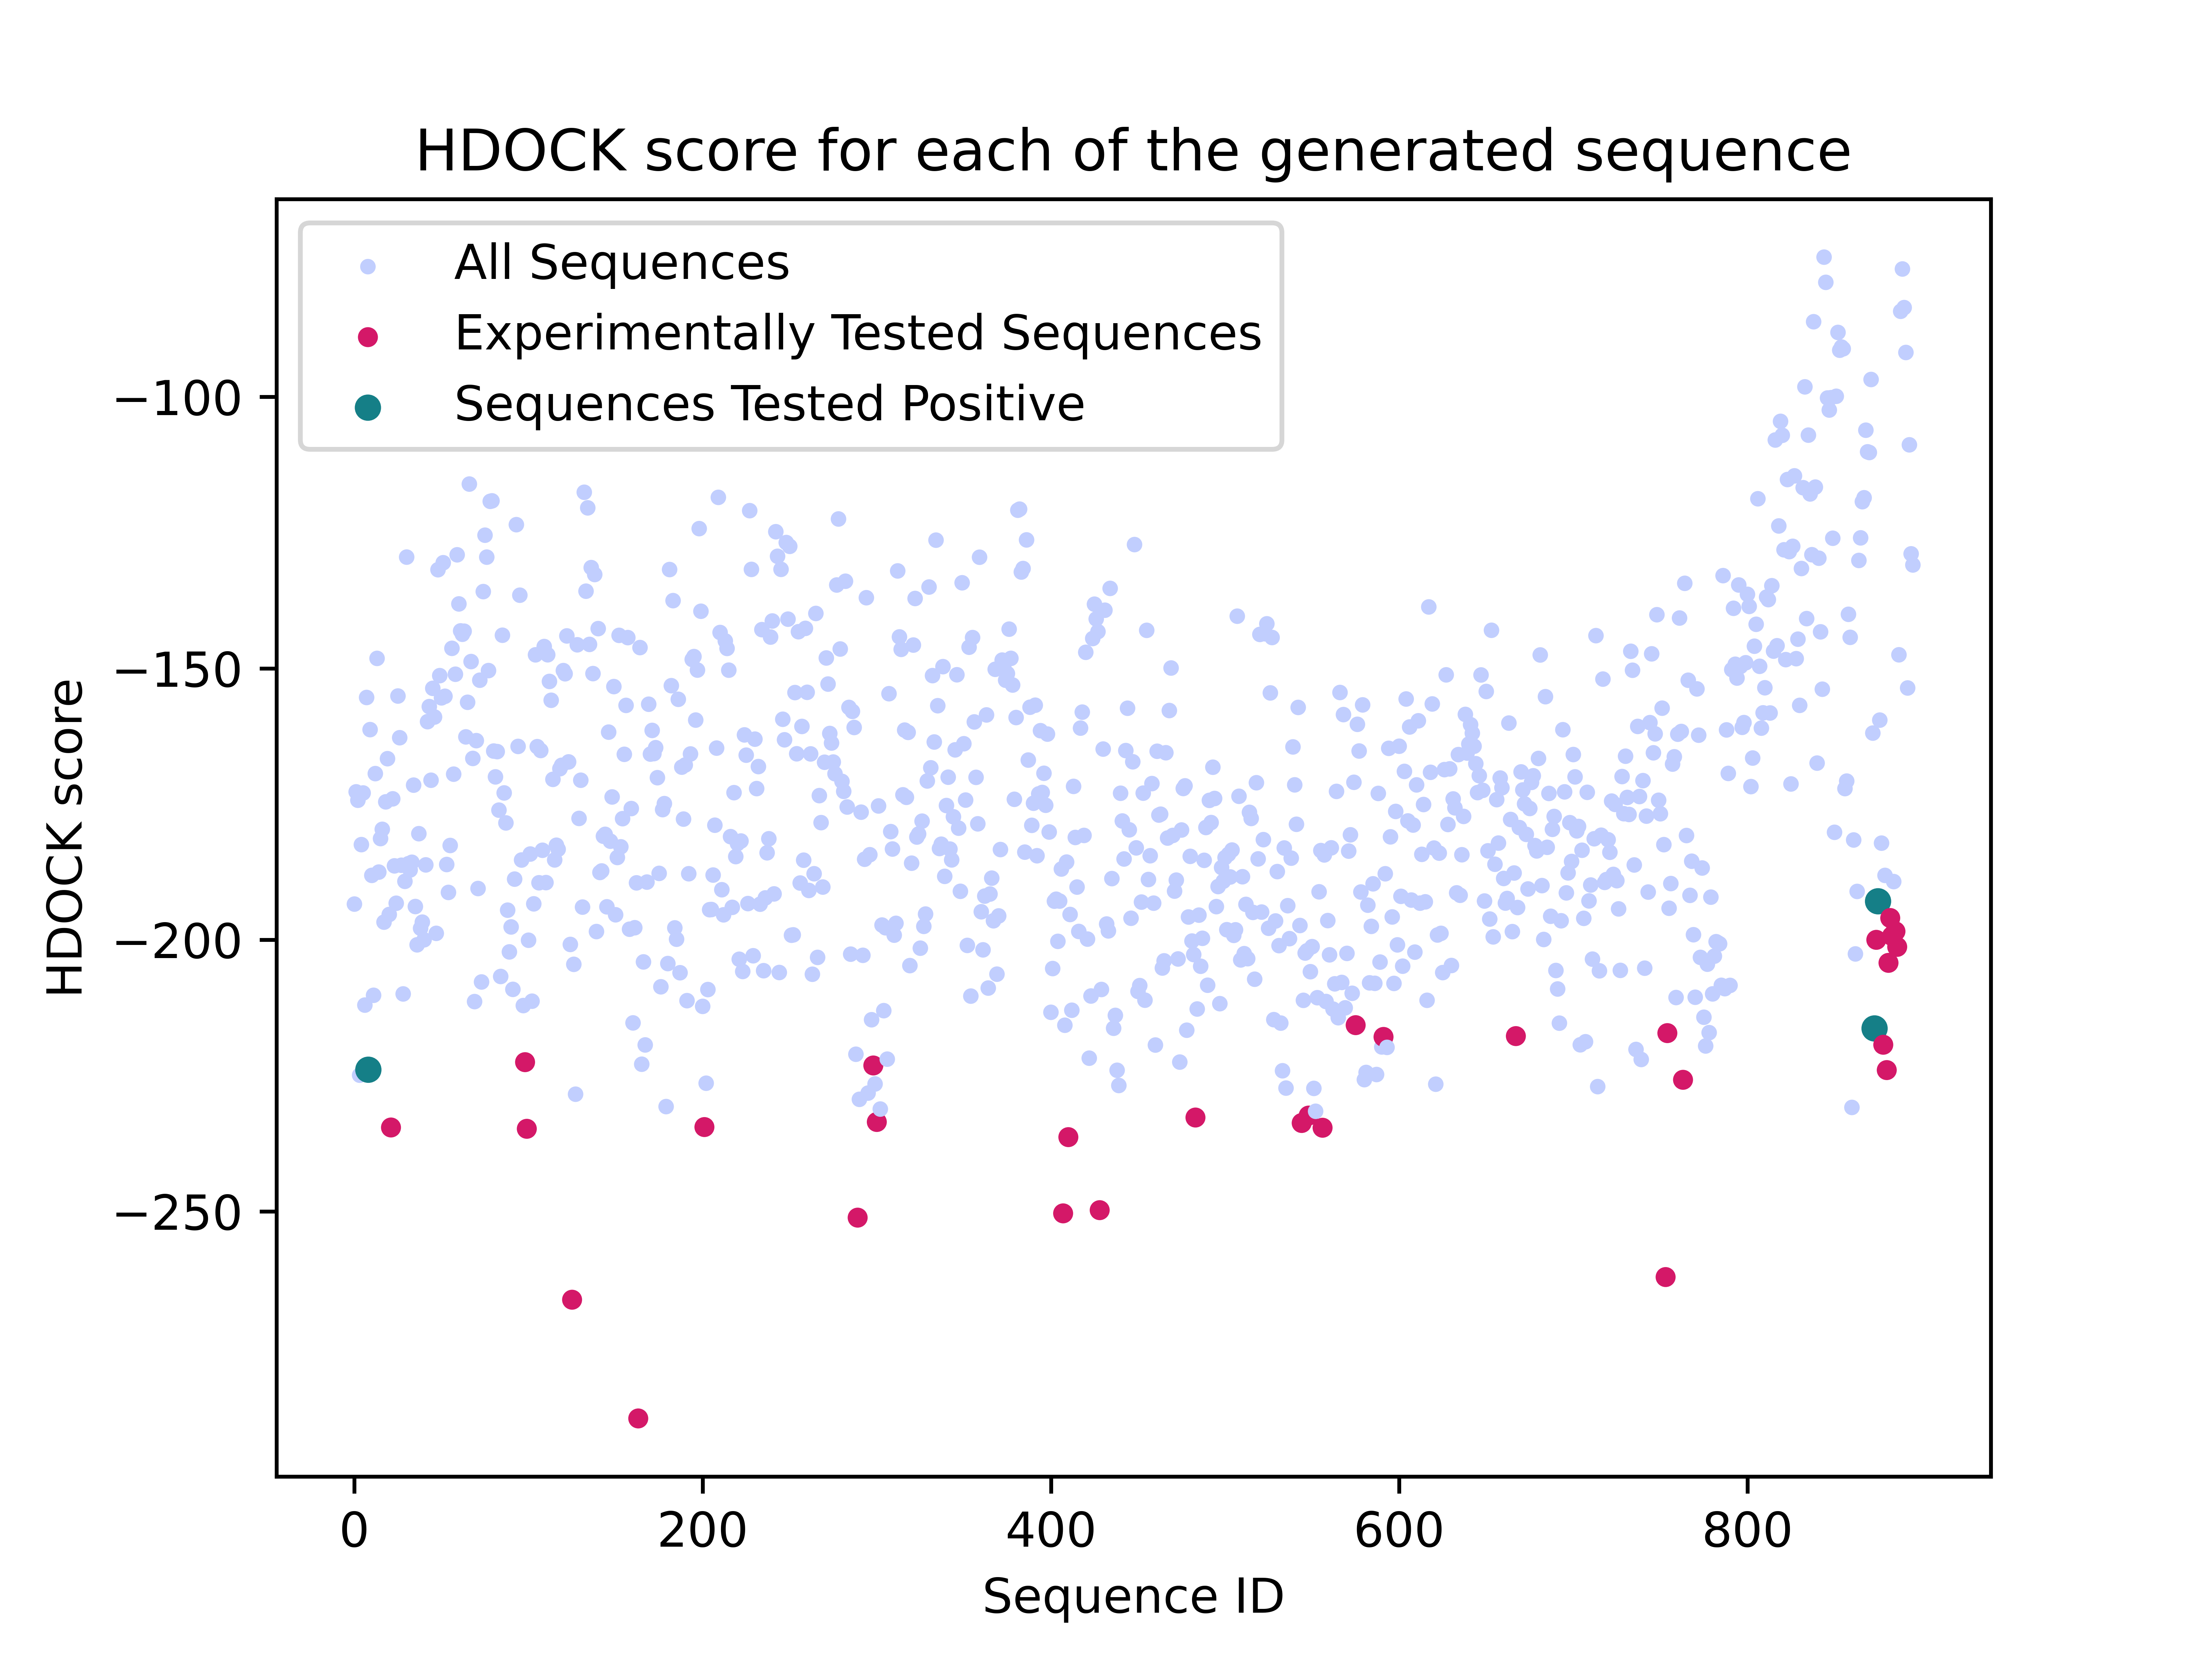 HDOCK score for each of the generated sequence
All Sequences
Experimentally Tested Sequences
Sequences Tested Positive
−100
−150
−200
−250
HDOCK score
0 200 400 600 800
Sequence ID